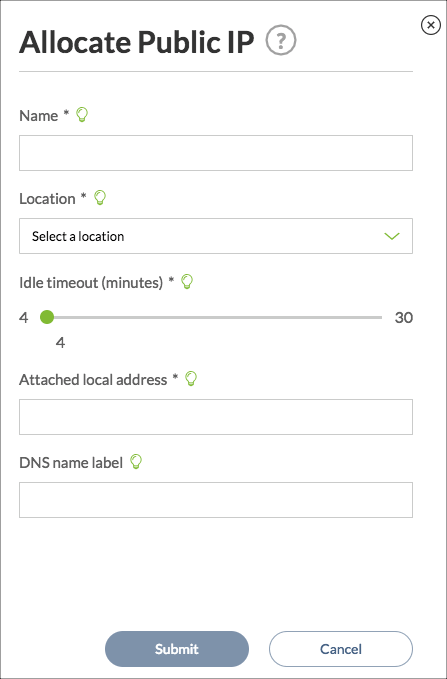 Allocate Public IP ?
Name *
Location *
Select a location
Idle timeout (minutes) *
4 30
4
Attached local address *
DNS name label
Submit Cancel